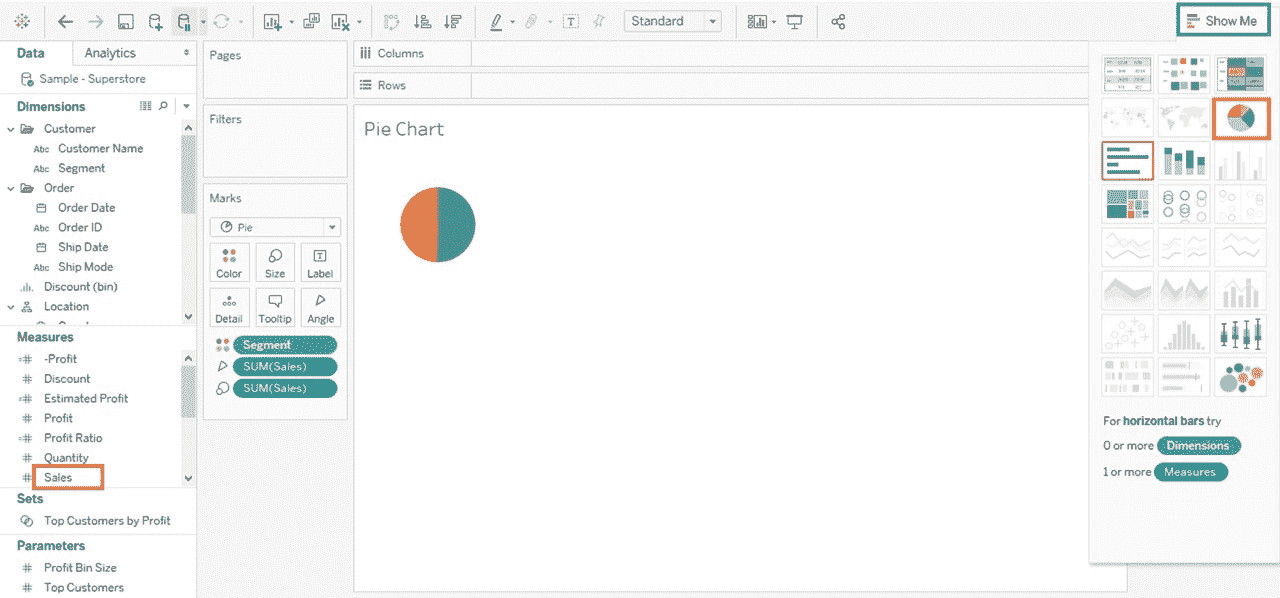 Standard
Show Me
Data
Analytics
Sample - Superstore
Dimensions
Customer
Abc Customer Name
Abc Segment
Order
Order Date
Abc Order ID
Ship Date
Abc Ship Mode
Discount (bin)
Location
Measures
-Profit
Discount
Estimated Profit
Profit
Profit Ratio
Quantity
Sales
Sets
Top Customers by Profit
Parameters
Profit Bin Size
Top Customers
Pages
Filters
Marks
Pie
Color
Size
Label
Detail
Tooltip
Angle
Segment
SUM(Sales)
SUM(Sales)
Columns
Rows
Pie Chart
For horizontal bars try
0 or more Dimensions
1 or more Measures